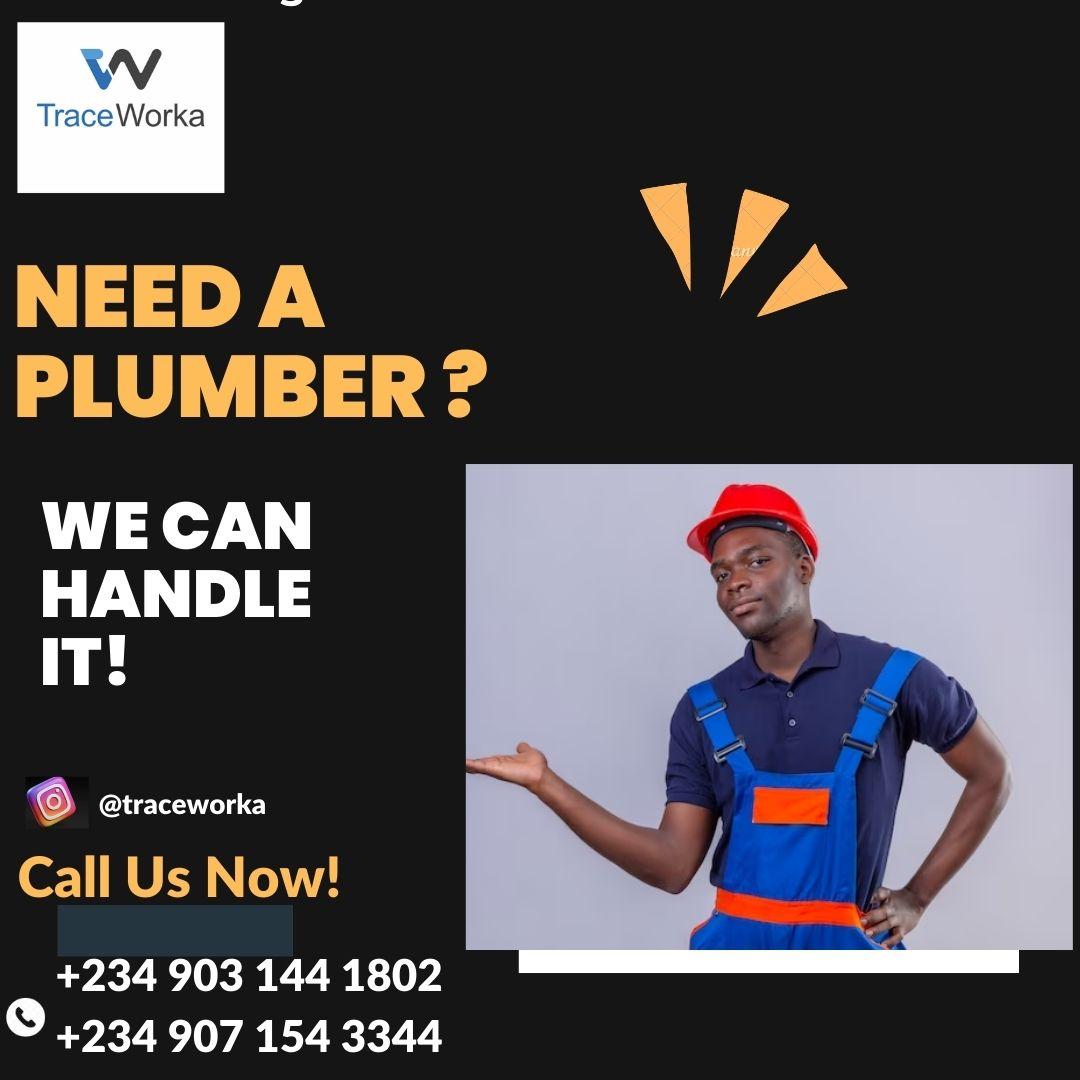 TraceWorka
NEED A
PLUMBER ?
WE CAN
HANDLE
IT!
@traceworka
Call Us Now!
+234 903 144 1802
+234 907 154 3344